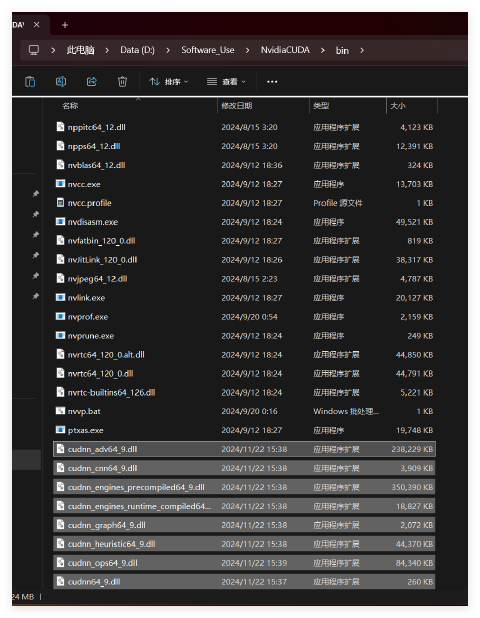 此电脑 > Data (D:) > Software_Use > NvidiaCUDA > bin >
排序 查看 •••
名称 修改日期 类型 大小
nppitc64_12.dll 2024/8/15 3:20 应用程序扩展 4,123 KB
npps64_12.dll 2024/8/15 3:20 应用程序扩展 12,391 KB
nvblas64_12.dll 2024/9/12 18:36 应用程序扩展 324 KB
nvcc.exe 2024/9/12 18:27 应用程序 13,703 KB
nvcc.profile 2024/9/12 18:27 Profile 源文件 1 KB
nvdisasm.exe 2024/9/12 18:24 应用程序 49,521 KB
nvfatbin_120_0.dll 2024/9/12 18:27 应用程序扩展 819 KB
nvJitLink_120_0.dll 2024/9/12 18:26 应用程序扩展 38,317 KB
nvjpeg64_12.dll 2024/8/15 2:23 应用程序扩展 4,787 KB
nvlink.exe 2024/9/12 18:27 应用程序 20,127 KB
nvprof.exe 2024/9/20 0:54 应用程序 2,159 KB
nvprune.exe 2024/9/12 18:24 应用程序 249 KB
nvrtc64_120_0.alt.dll 2024/9/12 18:24 应用程序扩展 44,850 KB
nvrtc64_120_0.dll 2024/9/12 18:24 应用程序扩展 44,791 KB
nvrtc-builtins64_126.dll 2024/9/12 18:24 应用程序扩展 5,221 KB
nvvp.bat 2024/9/20 0:16 Windows 批处理... 1 KB
ptxas.exe 2024/9/12 18:27 应用程序 19,748 KB
cudnn_adv64_9.dll 2024/11/22 15:38 应用程序扩展 238,229 KB
cudnn_cnn64_9.dll 2024/11/22 15:38 应用程序扩展 3,909 KB
cudnn_engines_precompiled64_9.dll 2024/11/22 15:38 应用程序扩展 350,390 KB
cudnn_engines_runtime_compiled64... 2024/11/22 15:38 应用程序扩展 18,827 KB
cudnn_graph64_9.dll 2024/11/22 15:38 应用程序扩展 2,072 KB
cudnn_heuristic64_9.dll 2024/11/22 15:38 应用程序扩展 44,370 KB
cudnn_ops64_9.dll 2024/11/22 15:39 应用程序扩展 84,340 KB
cudnn64_9.dll 2024/11/22 15:37 应用程序扩展 260 KB
24 MB